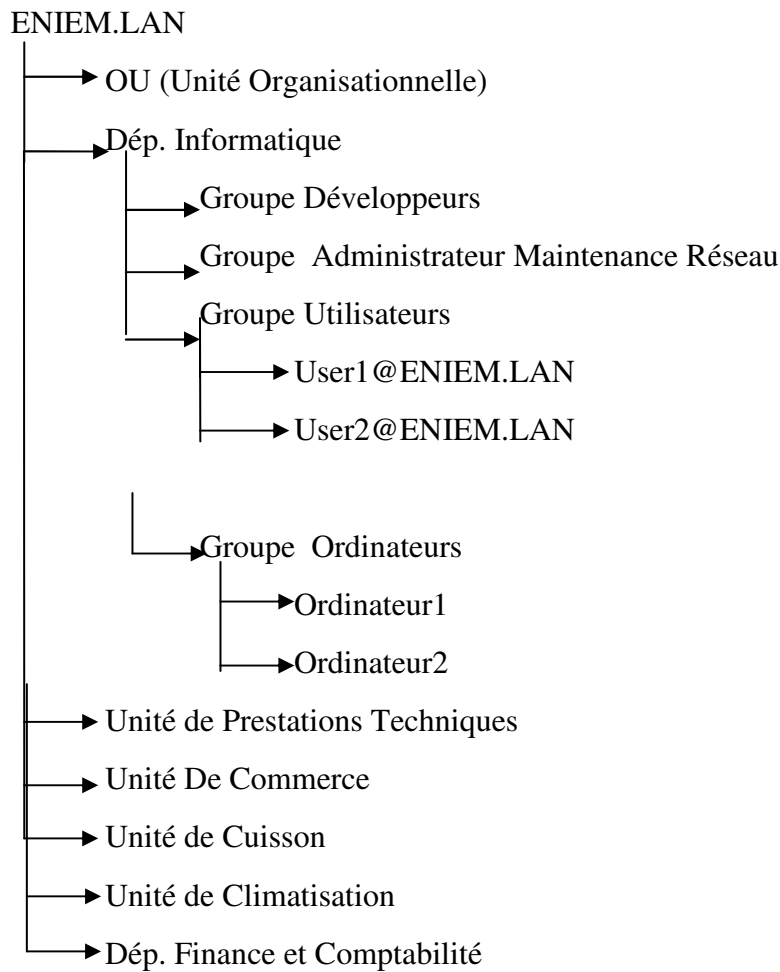 ENIEM.LAN
OU (Unité Organisationnelle)
Dép. Informatique
Groupe Développeurs
Groupe Administrateur Maintenance Réseau
Groupe Utilisateurs
User1@ENIEM.LAN
User2@ENIEM.LAN
Groupe Ordinateurs
Ordinateur1
Ordinateur2
Unité de Prestations Techniques
Unité De Commerce
Unité de Cuisson
Unité de Climatisation
Dép. Finance et Comptabilité